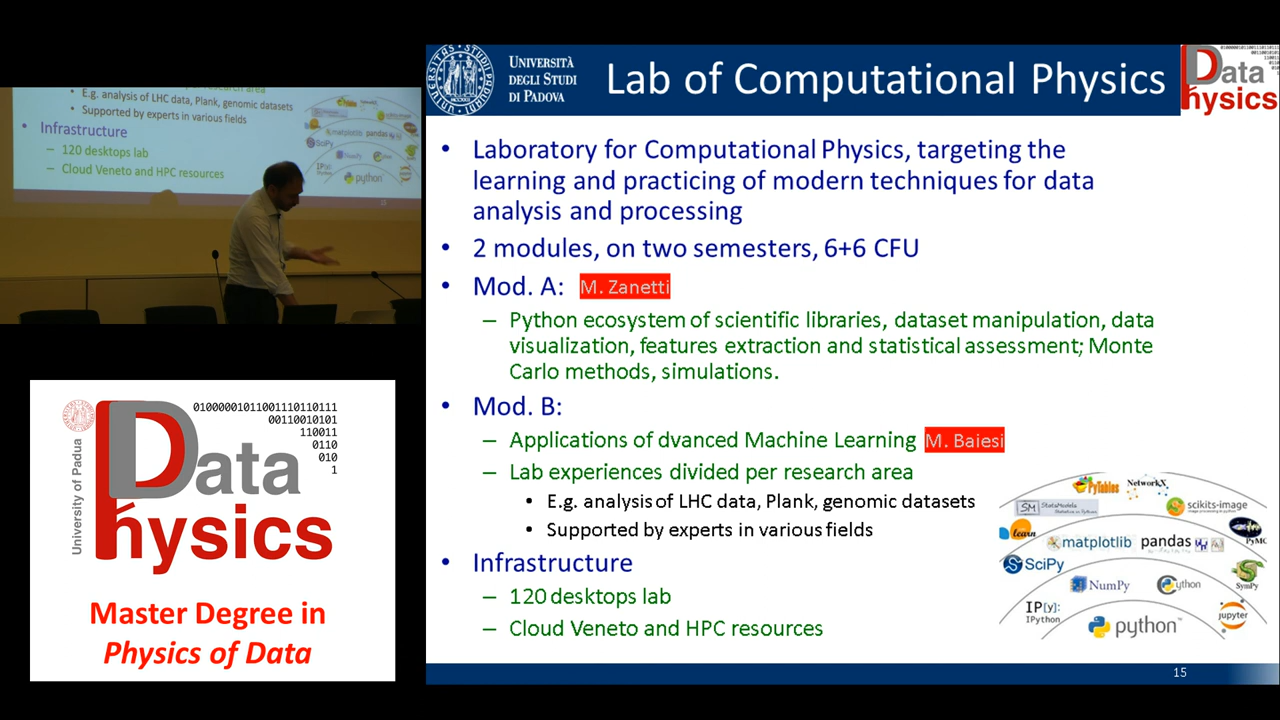 research area
E.g. analysis of LHC data, Plank, genomic datasets
Supported by experts in various fields
Infrastructure
– 120 desktops lab
– Cloud Veneto and HPC resources
matplotlib pandas
SciPy
NumPy
IP[y]:
python
University of Padua
Data
Physics
01000001011001110110111
00110010101
110011
0110
010
1
Master Degree in
Physics of Data
UNIVERSITÀ
DEGLI STUDI
DI PADOVA
Lab of Computational Physics
Data
Physics
• Laboratory for Computational Physics, targeting the
learning and practicing of modern techniques for data
analysis and processing
• 2 modules, on two semesters, 6+6 CFU
• Mod. A: M. Zanetti
– Python ecosystem of scientific libraries, dataset manipulation, data
visualization, features extraction and statistical assessment; Monte
Carlo methods, simulations.
• Mod. B:
– Applications of dvanced Machine Learning M. Baiesi
– Lab experiences divided per research area
• E.g. analysis of LHC data, Plank, genomic datasets
• Supported by experts in various fields
• Infrastructure
– 120 desktops lab
– Cloud Veneto and HPC resources
PyTables NetworkX
SM StatsModels
Statistics in Python
scikits-image
learn
matplotlib pandas
PyMC
SciPy
NumPy
Cython
SymPy
IP[y]:
IPython
python
jupyter
15